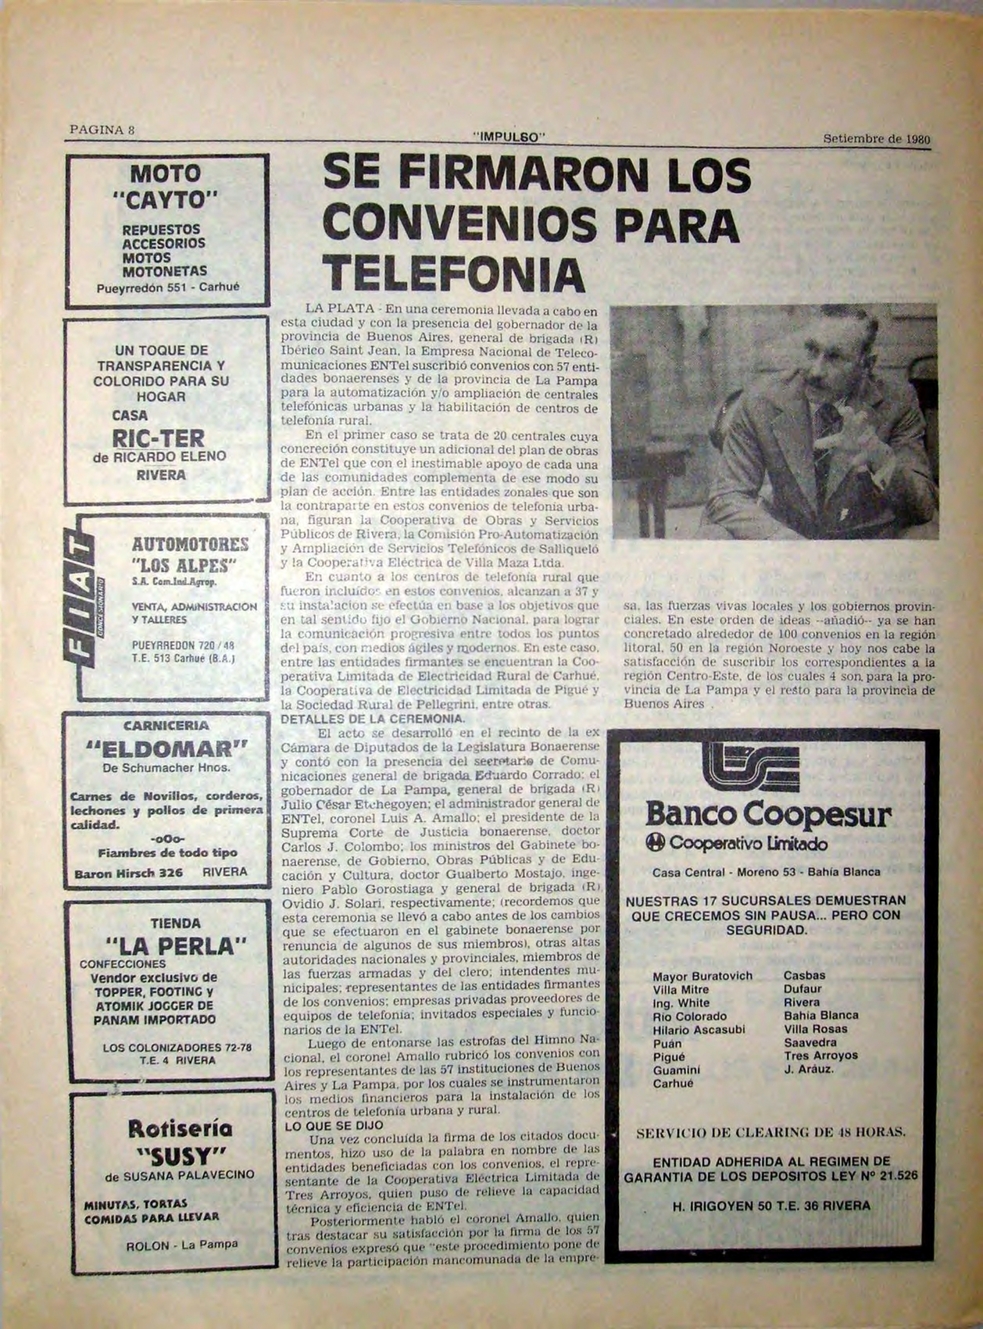 PAGINA 8
"IMPULSO"
Setiembre de 1980
MOTO
"CAYTO"
REPUESTOS
ACCESORIOS
MOTOS
MOTONETAS
Pueyrredón 551 - Carhué
UN TOQUE DE
TRANSPARENCIA Y
COLORIDO PARA SU
HOGAR
CASA
RIC-TER
de RICARDO ELENO
RIVERA
FIAT
CONCESIONARIO
AUTOMOTORES
"LOS ALPES"
S.A. Com.Ind.Agrop.
VENTA, ADMINISTRACION
Y TALLERES
PUEYRREDON 720/48
T.E. 513 Carhué (B.A.)
CARNICERIA
"ELDOMAR"
De Schumacher Hnos.
Carnes de Novillos, corderos,
lechones y pollos de primera
calidad.
-oOo-
Fiambres de todo tipo
Baron Hirsch 326 RIVERA
TIENDA
"LA PERLA"
CONFECCIONES
Vendor exclusivo de
TOPPER, FOOTING y
ATOMIK JOGGER DE
PANAM IMPORTADO
LOS COLONIZADORES 72-78
T.E. 4 RIVERA
Rotisería
"SUSY"
de SUSANA PALAVECINO
MINUTAS, TORTAS
COMIDAS PARA LLEVAR
ROLON - La Pampa
SE FIRMARON LOS
CONVENIOS PARA
TELEFONIA
LA PLATA - En una ceremonia llevada a cabo en
esta ciudad y con la presencia del gobernador de la
provincia de Buenos Aires, general de brigada (R)
Ibérico Saint Jean, la Empresa Nacional de Teleco-
municaciones ENTel suscribió convenios con 57 enti-
dades bonaerenses y de la provincia de La Pampa
para la automatización y/o ampliación de centrales
telefónicas urbanas y la habilitación de centros de
telefonía rural.
En el primer caso se trata de 20 centrales cuya
concreción constituye un adicional del plan de obras
de ENTel que con el inestimable apoyo de cada una
de las comunidades complementa de ese modo su
plan de acción. Entre las entidades zonales que son
la contraparte en estos convenios de telefonía urba-
na, figuran la Cooperativa de Obras y Servicios
Públicos de Rivera, la Comisión Pro-Automatización
y Ampliación de Servicios Telefónicos de Salliqueló
y la Cooperativa Eléctrica de Villa Maza Ltda.
En cuanto a los centros de telefonía rural que
fueron incluídos en estos convenios, alcanzan a 37 y
su instalación se efectúa en base a los objetivos que
en tal sentido fijo el Gobierno Nacional, para lograr
la comunicación progresiva entre todos los puntos
del país, con medios ágiles y modernos. En este caso,
entre las entidades firmantes se encuentran la Coo-
perativa Limitada de Electricidad Rural de Carhué,
la Cooperativa de Electricidad Limitada de Pigué y
la Sociedad Rural de Pellegrini, entre otras.
DETALLES DE LA CEREMONIA.
El acto se desarrolló en el recinto de la ex
Cámara de Diputados de la Legislatura Bonaerense
y contó con la presencia del secretario de Comu-
nicaciones general de brigada Eduardo Corrado; el
gobernador de La Pampa, general de brigada (R)
Julio César Etchegoyen; el administrador general de
ENTel, coronel Luis A. Amallo; el presidente de la
Suprema Corte de Justicia bonaerense, doctor
Carlos J. Colombo; los ministros del Gabinete bo-
naerense, de Gobierno, Obras Públicas y de Edu-
cación y Cultura, doctor Gualberto Mostajo, inge-
niero Pablo Gorostiaga y general de brigada (R)
Ovidio J. Solari, respectivamente; (recordemos que
esta ceremonia se llevó a cabo antes de los cambios
que se efectuaron en el gabinete bonaerense por
renuncia de algunos de sus miembros), otras altas
autoridades nacionales y provinciales, miembros de
las fuerzas armadas y del clero; intendentes mu-
nicipales; representantes de las entidades firmantes
de los convenios; empresas privadas proveedores de
equipos de telefonía; invitados especiales y funcio-
narios de la ENTel.
Luego de entonarse las estrofas del Himno Na-
cional, el coronel Amallo rubricó los convenios con
los representantes de las 57 instituciones de Buenos
Aires y La Pampa, por los cuales se instrumentaron
los medios financieros para la instalación de los
centros de telefonía urbana y rural.
LO QUE SE DIJO
Una vez concluída la firma de los citados docu-
mentos, hizo uso de la palabra en nombre de las
entidades beneficiadas con los convenios, el repre-
sentante de la Cooperativa Eléctrica Limitada de
Tres Arroyos, quien puso de relieve la capacidad
técnica y eficiencia de ENTel.
Posteriormente habló el coronel Amallo, quien
tras destacar su satisfacción por la firma de los 57
convenios expresó que "este procedimiento pone de
relieve la participación mancomunada de la empre-
sa, las fuerzas vivas locales y los gobiernos provin-
ciales. En este orden de ideas --añadió-- ya se han
concretado alrededor de 100 convenios en la región
litoral, 50 en la región Noroeste y hoy nos cabe la
satisfacción de suscribir los correspondientes a la
región Centro-Este, de los cuales 4 son para la pro-
vincia de La Pampa y el resto para la provincia de
Buenos Aires .
Banco Coopesur
Cooperativo Limitado
Casa Central - Moreno 53 - Bahía Blanca
NUESTRAS 17 SUCURSALES DEMUESTRAN
QUE CRECEMOS SIN PAUSA... PERO CON
SEGURIDAD.
Mayor Buratovich
Villa Mitre
Ing. White
Río Colorado
Hilario Ascasubi
Puán
Pigué
Guaminí
Carhué
Casbas
Dufaur
Rivera
Bahía Blanca
Villa Rosas
Saavedra
Tres Arroyos
J. Aráuz.
SERVICIO DE CLEARING DE 48 HORAS.
ENTIDAD ADHERIDA AL REGIMEN DE
GARANTIA DE LOS DEPOSITOS LEY Nº 21.526
H. IRIGOYEN 50 T.E. 36 RIVERA